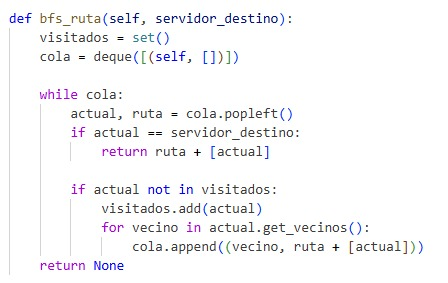 def bfs_ruta(self, servidor_destino):
    visitados = set()
    cola = deque([(self, [])])

    while cola:
        actual, ruta = cola.popleft()
        if actual == servidor_destino:
            return ruta + [actual]

        if actual not in visitados:
            visitados.add(actual)
            for vecino in actual.get_vecinos():
                cola.append((vecino, ruta + [actual]))
    return None